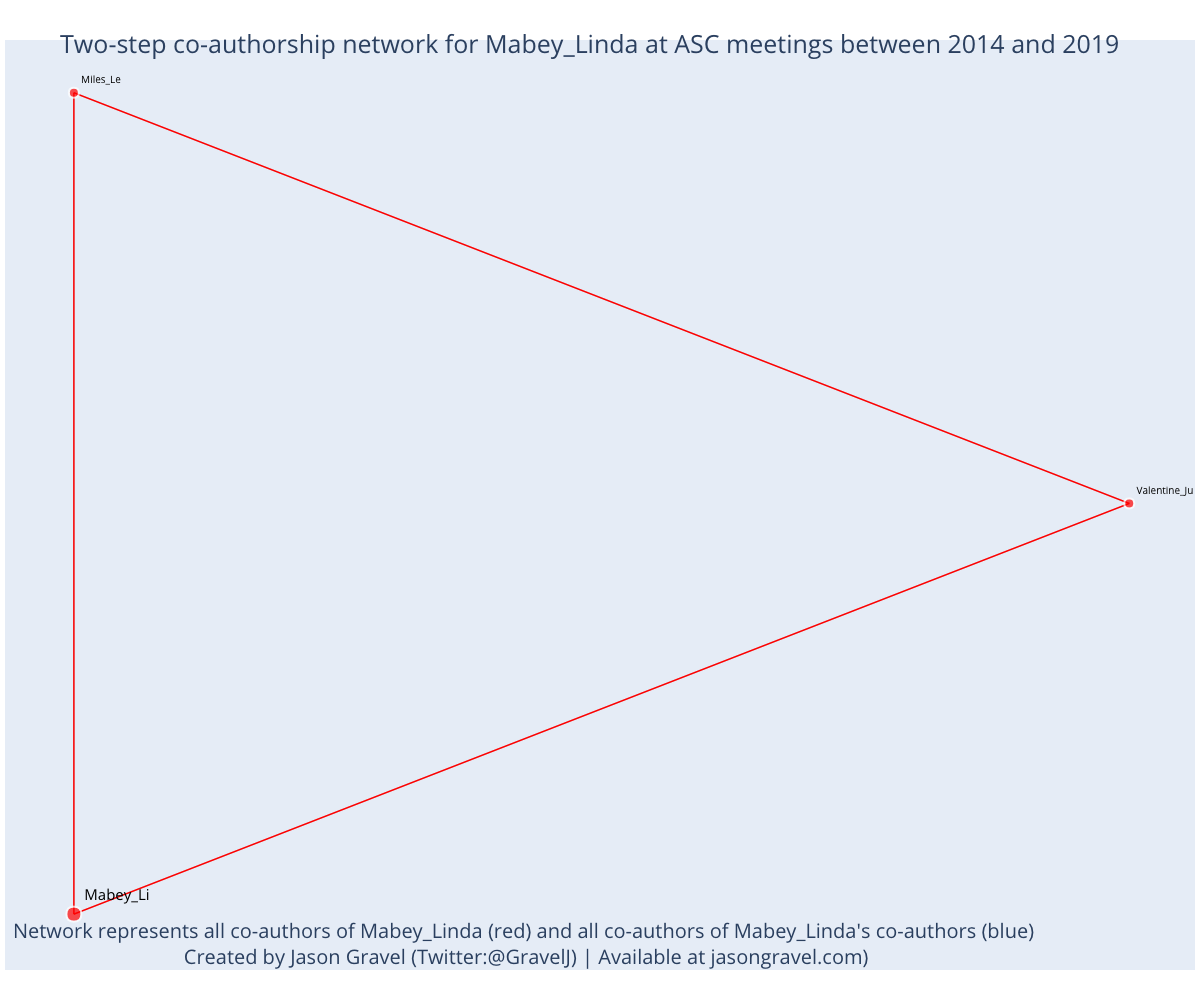 Two-step co-authorship network for Mabey_Linda at ASC meetings between 2014 and 2019
Miles_Le
Valentine_Ju
Mabey_Li
Network represents all co-authors of Mabey_Linda (red) and all co-authors of Mabey_Linda's co-authors (blue)
Created by Jason Gravel (Twitter:@GravelJ) | Available at jasongravel.com)